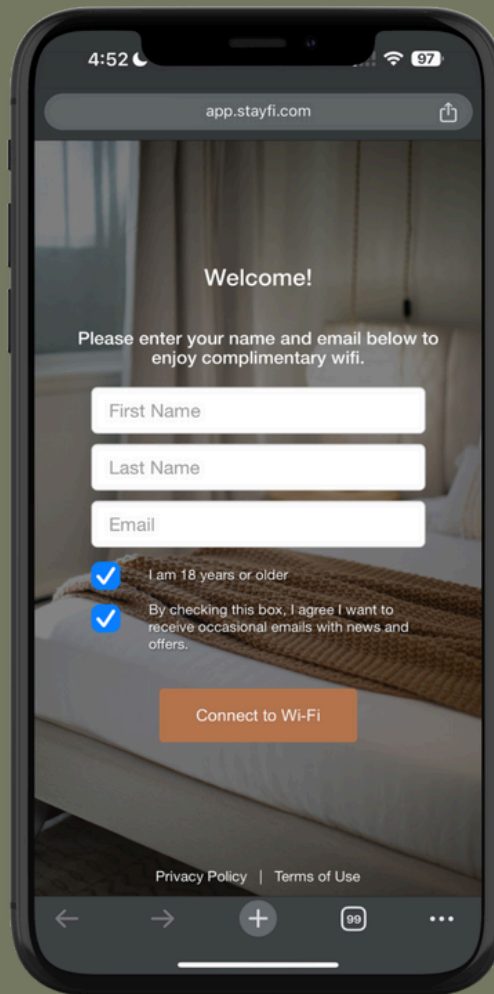 4:52
97
app.stayfi.com
Welcome!
Please enter your name and email below to
enjoy complimentary wifi.
First Name
Last Name
Email
I am 18 years or older
By checking this box, I agree I want to
receive occasional emails with news and
offers.
Connect to Wi-Fi
Privacy Policy | Terms of Use
99